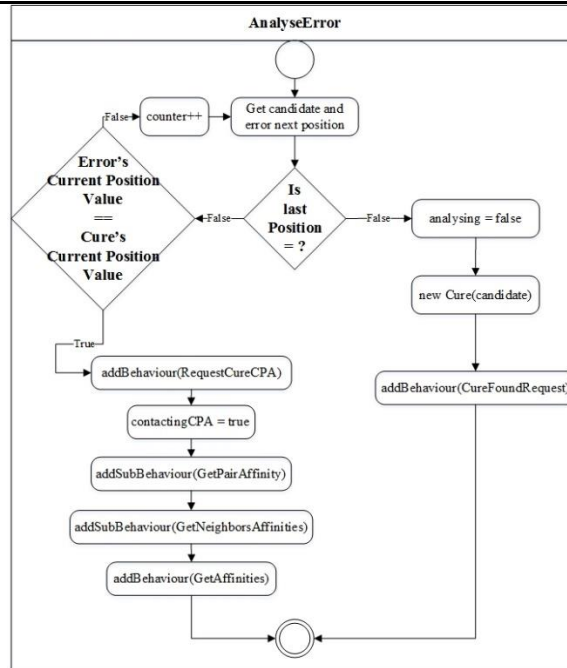 AnalyseError
False
counter++
Get candidate and
error next position
Error's
Current Position
Value
==
Cure's
Current Position
Value
False
Is
last
Position
= ?
False
analysing = false
new Cure(candidate)
True
addBehaviour(RequestCureCPA)
addBehaviour(CureFoundRequest)
contactingCPA = true
addSubBehaviour(GetPairAffinity)
addSubBehaviour(GetNeighborsAffinities)
addBehaviour(GetAffinities)